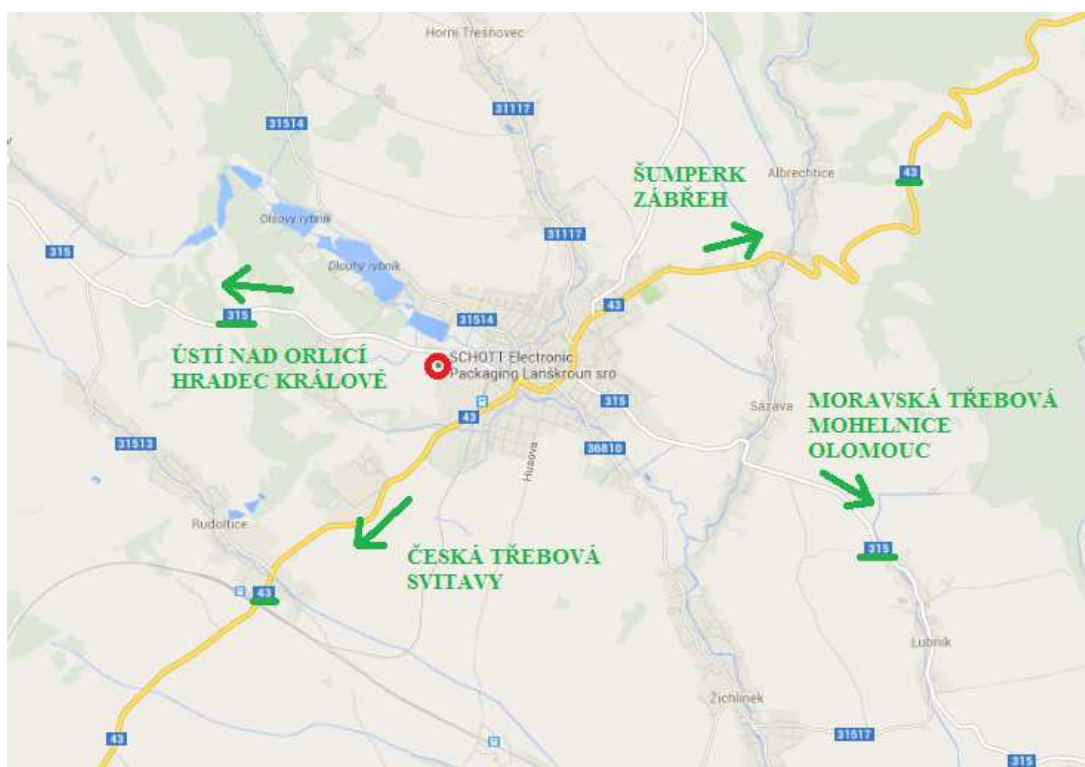 Horní Třešňovec
31117
31514
ŠUMPERK
ZÁBŘEH
Albrechtice
43
Olšový rybník
31117
315
Dlouhý rybník
43
31514
315
ÚSTÍ NAD ORLICÍ
HRADEC KRÁLOVÉ
SCHOTT Electronic
Packaging Lanškroun sro
MORAVSKÁ TŘEBOVÁ
MOHELNICE
OLOMOUC
315
Sázava
43
31513
36810
Husova
Rudoltice
ČESKÁ TŘEBOVÁ
SVITAVY
315
43
Lubník
Žichlínek
31517
43
315